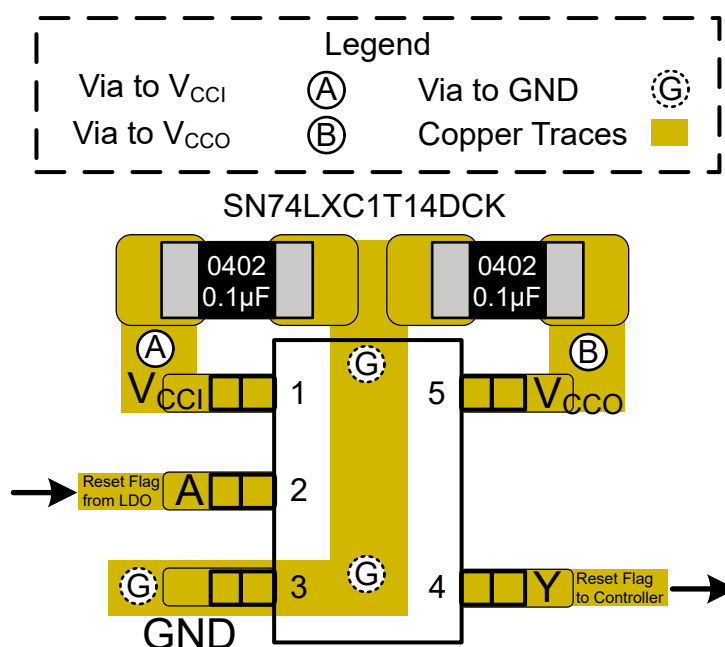 Legend
Via to VCCI A Via to GND G
Via to VCCO B Copper Traces
SN74LXC1T14DCK
0402
0.1µF
0402
0.1µF
A
B
G
VCCI 1
5 VCCO
Reset Flag
from LDO
A 2
G
3
G
4 Y
Reset Flag
to Controller
GND